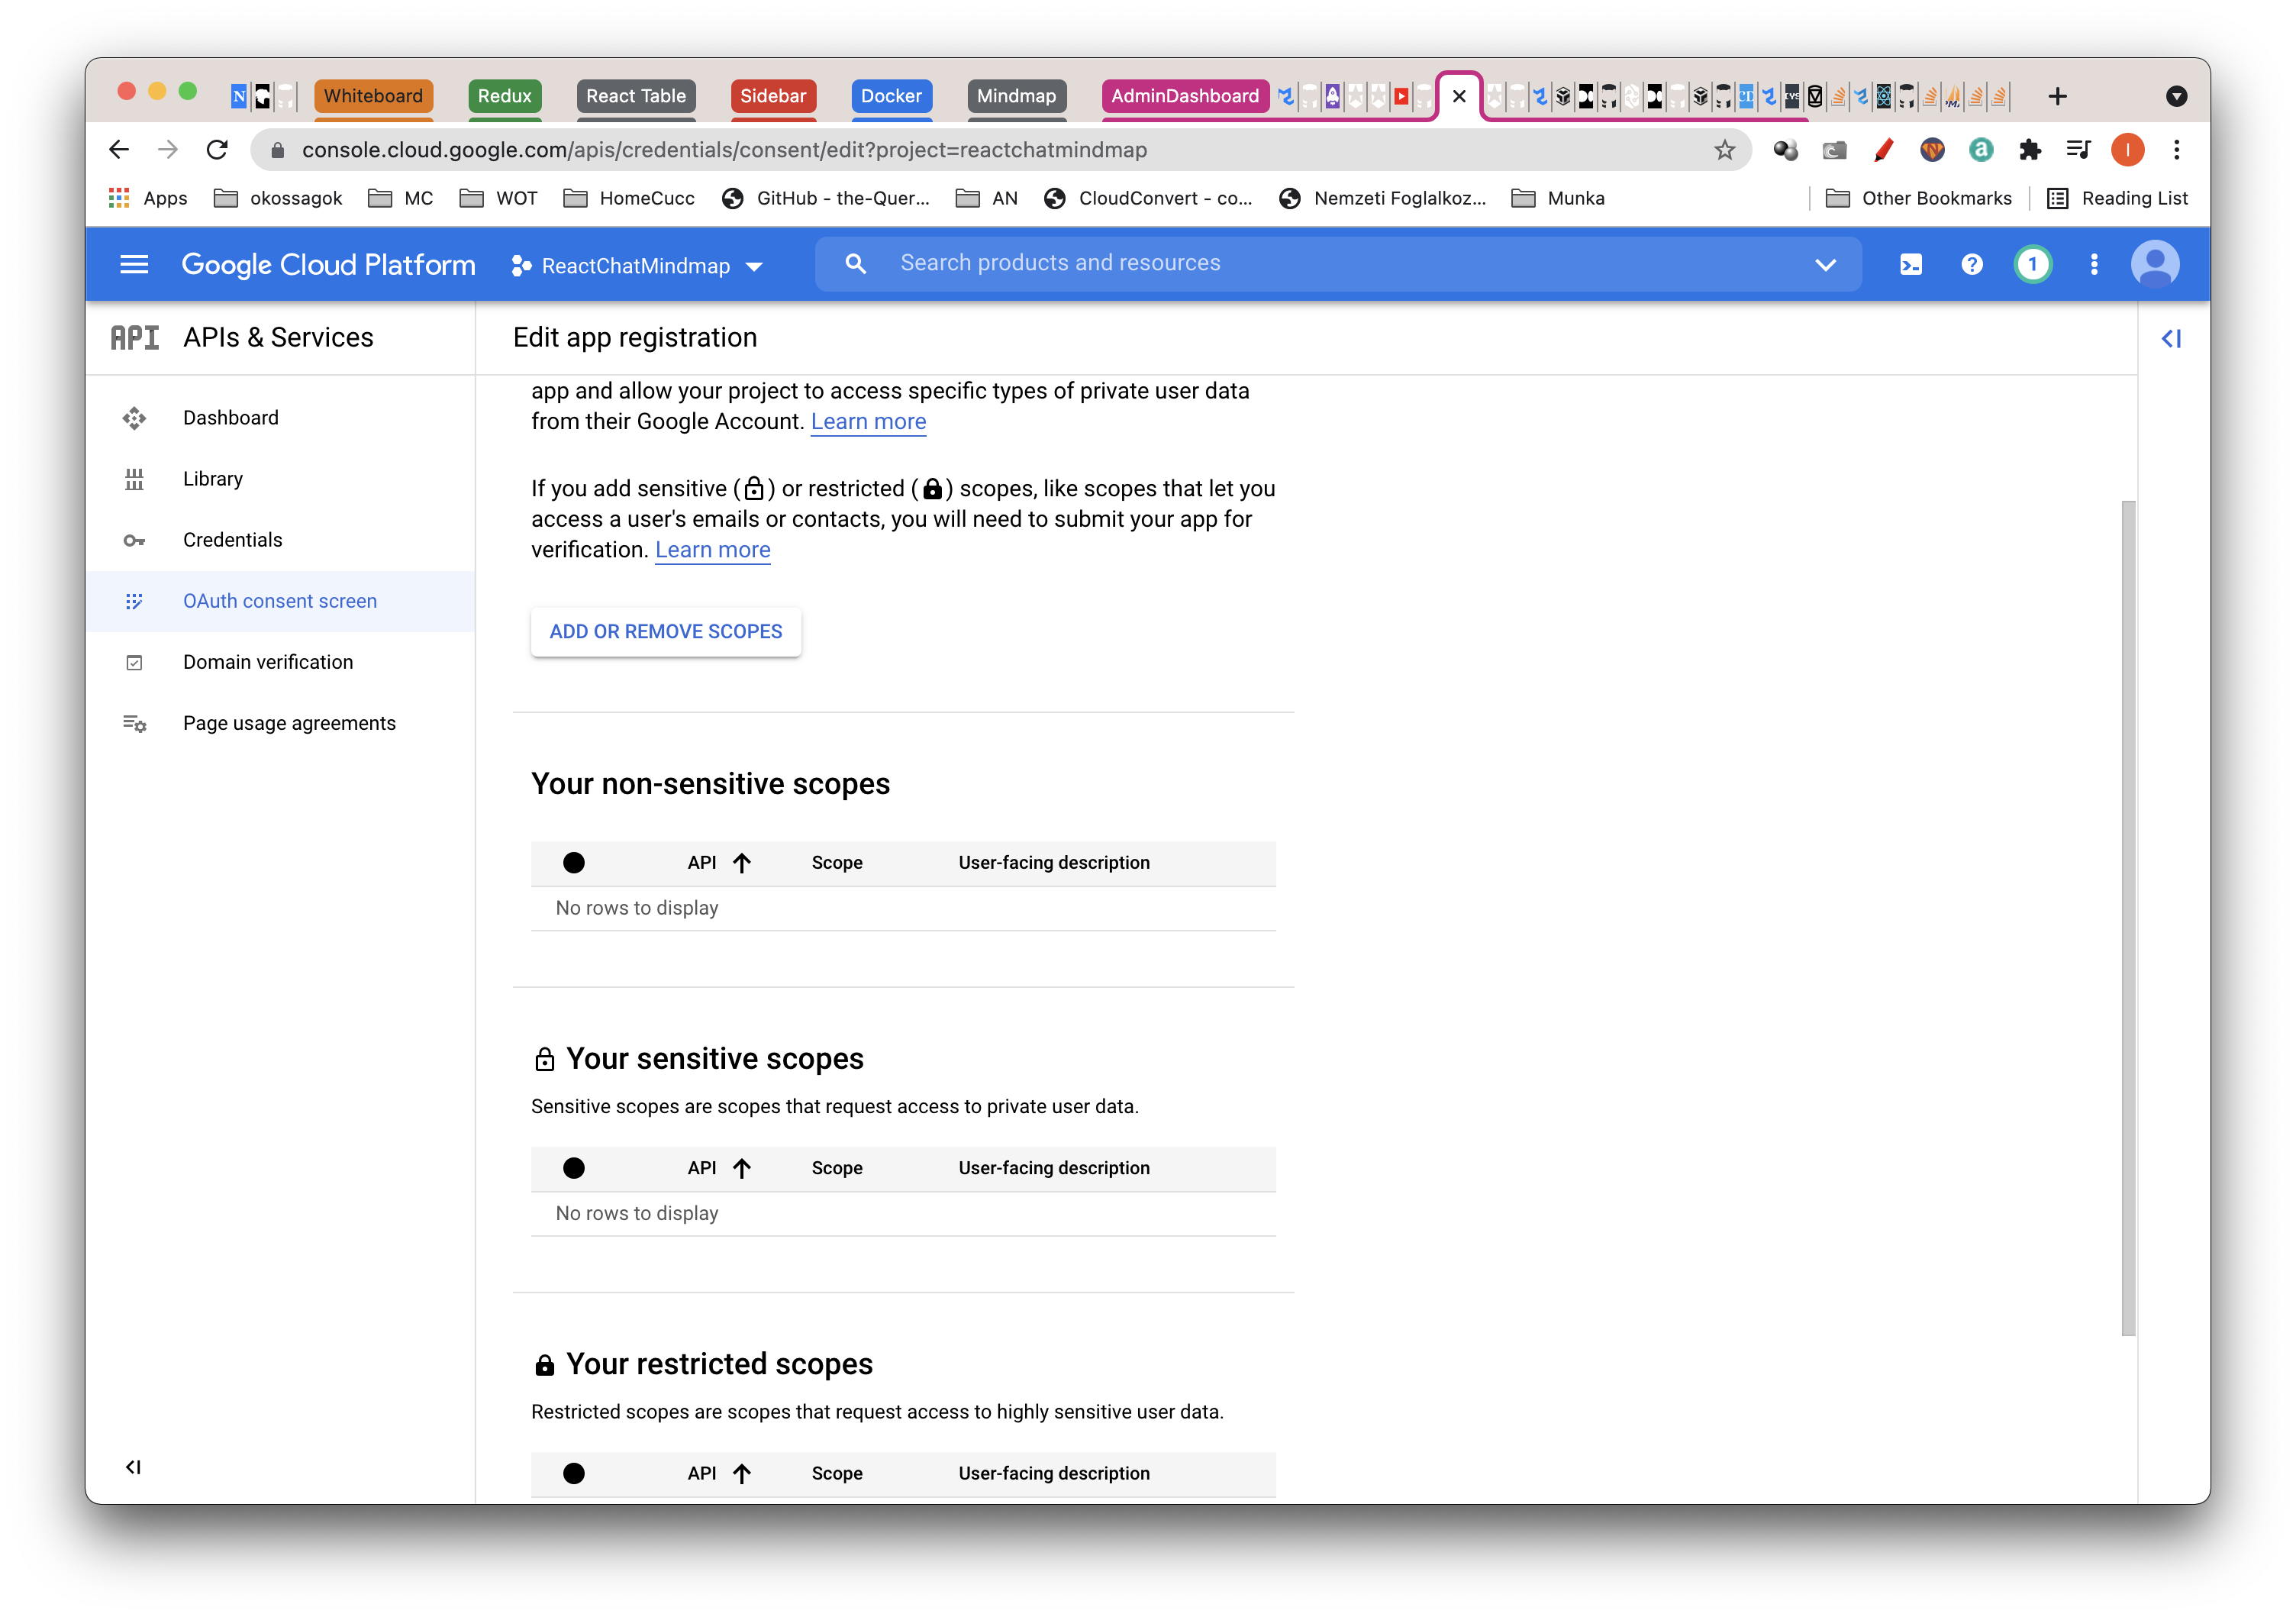 Whiteboard Redux React Table Sidebar Docker Mindmap AdminDashboard
console.cloud.google.com/apis/credentials/consent/edit?project=reactchatmindmap
Apps okossagok MC WOT HomeCucc GitHub - the-Quer... AN CloudConvert - co... Nemzeti Foglalkoz... Munka Other Bookmarks Reading List
Google Cloud Platform ReactChatMindmap Search products and resources 1
API APIs & Services
Dashboard
Library
Credentials
OAuth consent screen
Domain verification
Page usage agreements
Edit app registration
app and allow your project to access specific types of private user data
from their Google Account. Learn more
If you add sensitive ( ) or restricted ( ) scopes, like scopes that let you
access a user's emails or contacts, you will need to submit your app for
verification. Learn more
ADD OR REMOVE SCOPES
Your non-sensitive scopes
API Scope User-facing description
No rows to display
Your sensitive scopes
Sensitive scopes are scopes that request access to private user data.
API Scope User-facing description
No rows to display
Your restricted scopes
Restricted scopes are scopes that request access to highly sensitive user data.
API Scope User-facing description